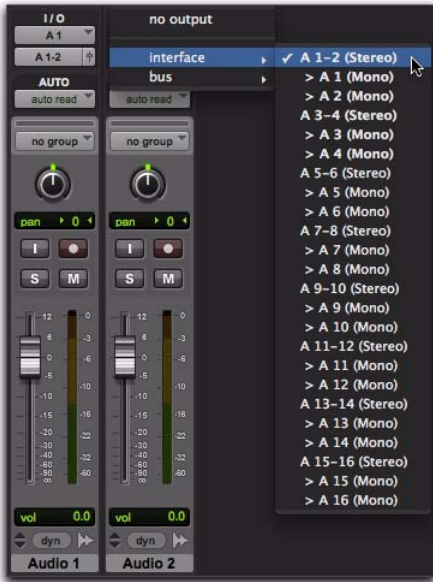 I / O
A 1
A 1-2
AUTO
auto read
no group
pan 0
I
S M
12 0
6 -3
0 -6
-5
-10 -10
-15 -16
-20
-30 -22
-40 -32
-60
-90 -60
∞
vol 0.0
dyn
Audio 1
auto read
no group
pan 0
I
S M
12 0
6 -3
0 -6
-5
-10 -10
-15 -16
-20
-30 -22
-40 -32
-60
-90 -60
∞
vol 0.0
dyn
Audio 2
no output
interface
bus
✓ A 1-2 (Stereo)
> A 1 (Mono)
> A 2 (Mono)
A 3-4 (Stereo)
> A 3 (Mono)
> A 4 (Mono)
A 5-6 (Stereo)
> A 5 (Mono)
> A 6 (Mono)
A 7-8 (Stereo)
> A 7 (Mono)
> A 8 (Mono)
A 9-10 (Stereo)
> A 9 (Mono)
> A 10 (Mono)
A 11-12 (Stereo)
> A 11 (Mono)
> A 12 (Mono)
A 13-14 (Stereo)
> A 13 (Mono)
> A 14 (Mono)
A 15-16 (Stereo)
> A 15 (Mono)
> A 16 (Mono)